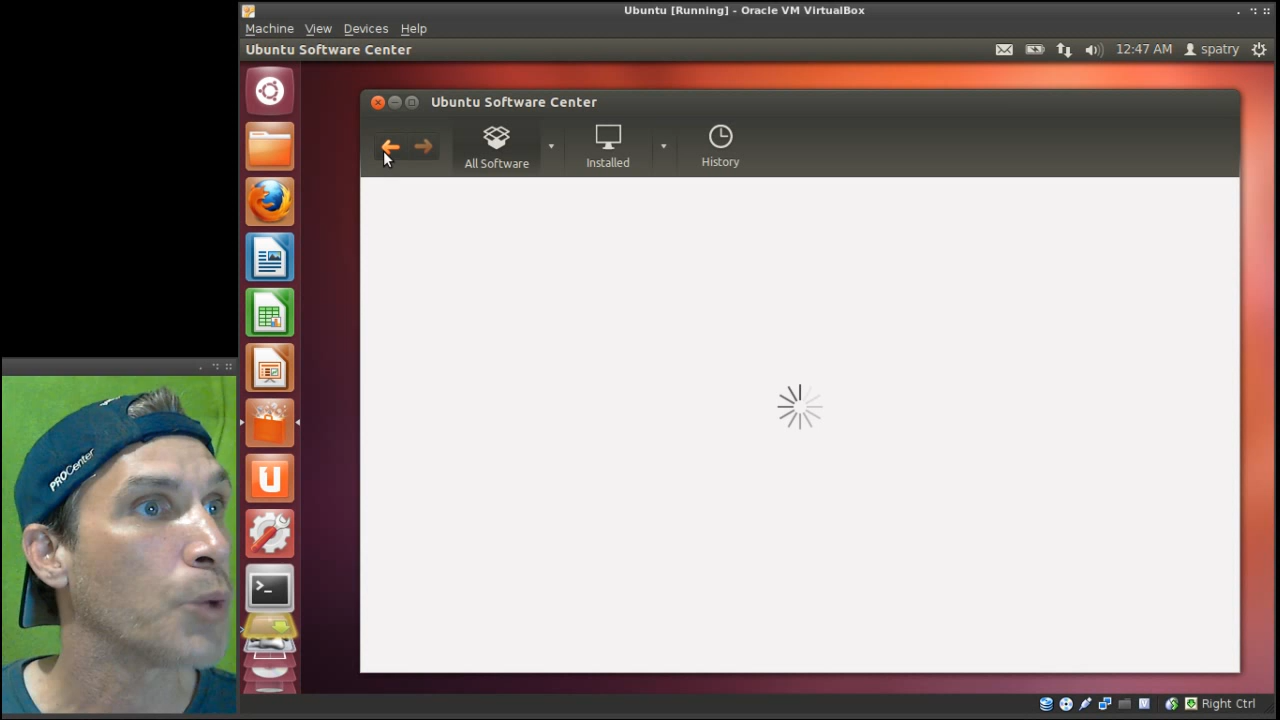 Ubuntu [Running] - Oracle VM VirtualBox
Machine View Devices Help
Ubuntu Software Center 12:47 AM spatry
Ubuntu Software Center
All Software Installed History
PROCenter
Right Ctrl